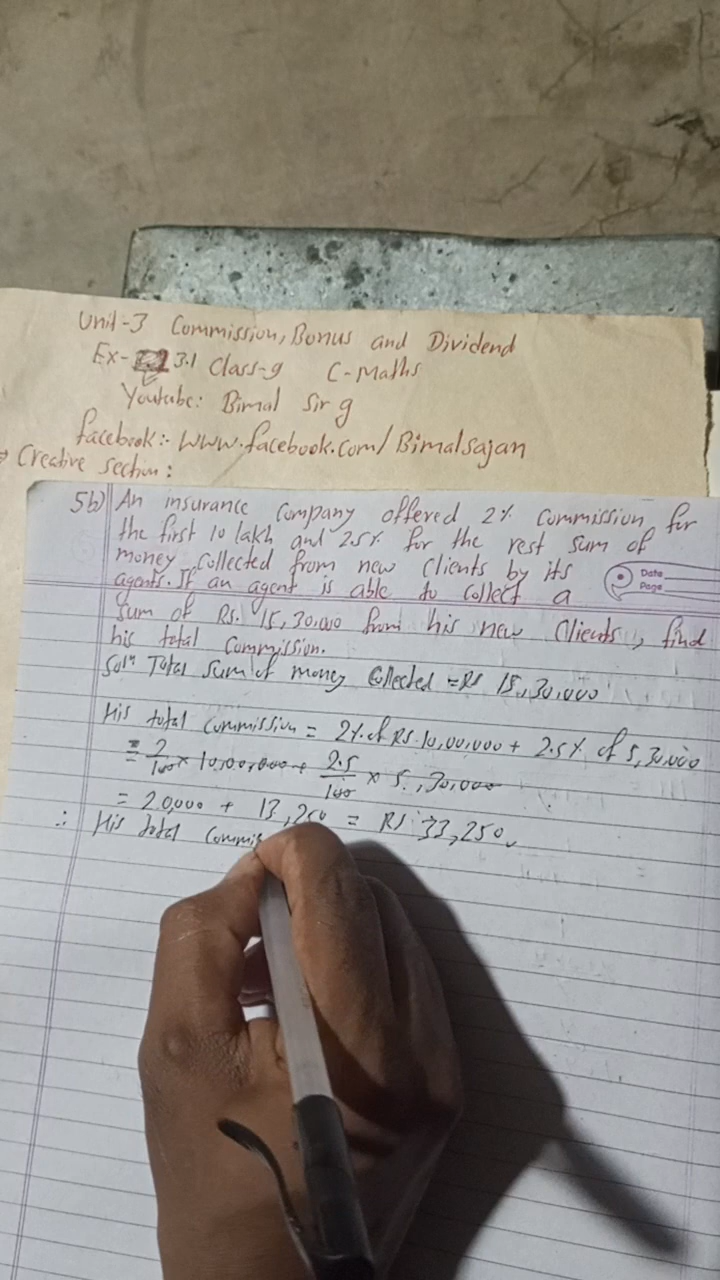 Unit-3 Commission, Bonus and Dividend
Ex- 3.1 Class-9 C-Maths
Youtube: Bimal Sir g
facebook:- www.facebook.com/Bimalsajan
Creative section:
5b) An insurance Company offered 2% Commission for
the first 10 lakh and 2.5% for the rest sum of
money collected from new Clients by its
Date
Page
agents. If an agent is able to collect a
sum of Rs. 15,30,000 from his new Clients, find
his total Commission.
Solⁿ Total sum of money Collected = Rs 15,30,000
His total commission = 2% of Rs. 10,00,000 + 2.5% of 5,30,000
= 2/100 × 10,00,000 + 2.5/100 × 5,30,000
= 20,000 + 13,250 = Rs. 33,250
∴ His total Commis